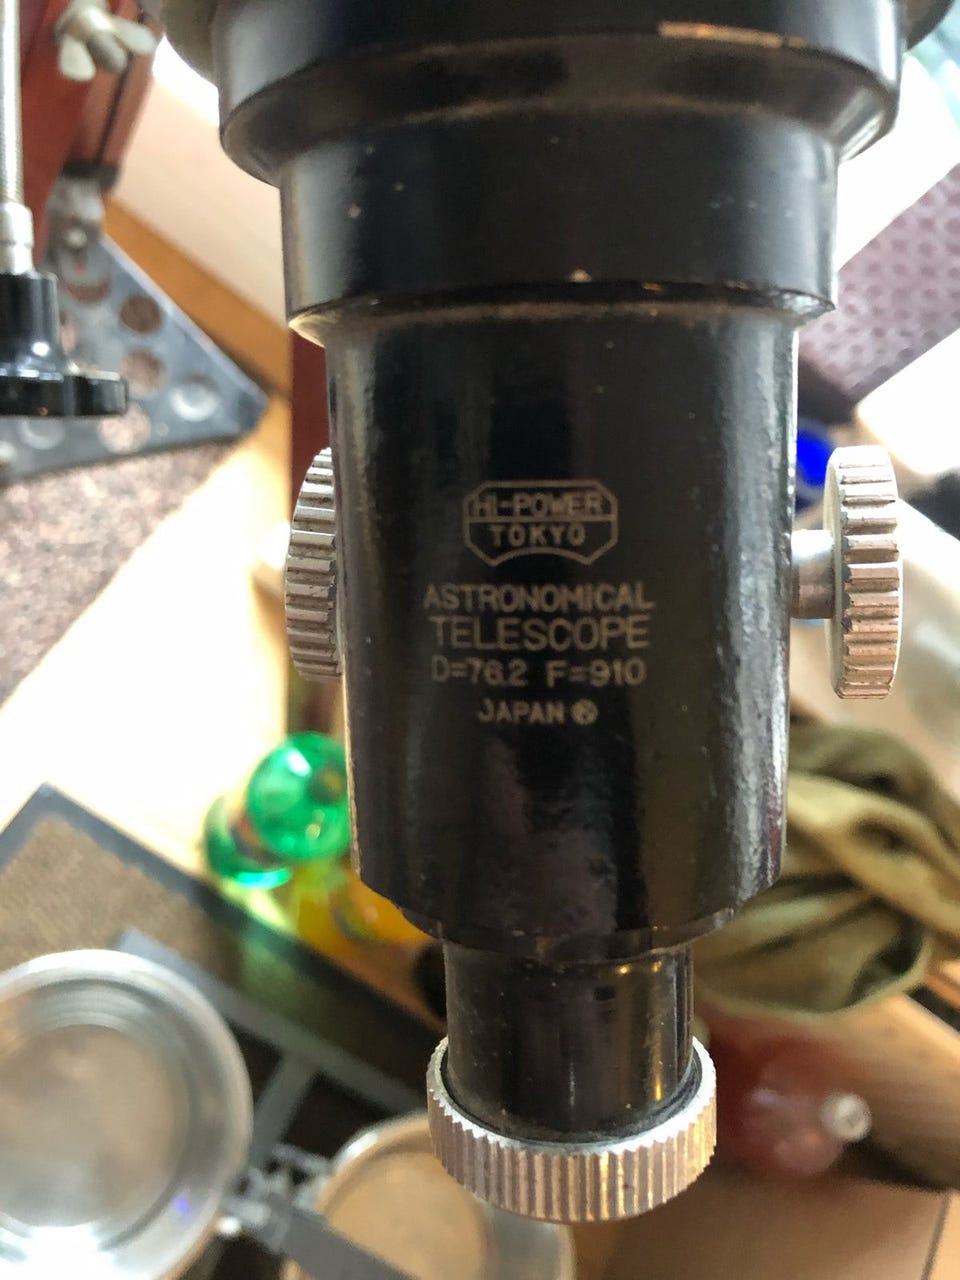 HI-POWER
TOKYO
ASTRONOMICAL
TELESCOPE
D=76.2 F=910
JAPAN